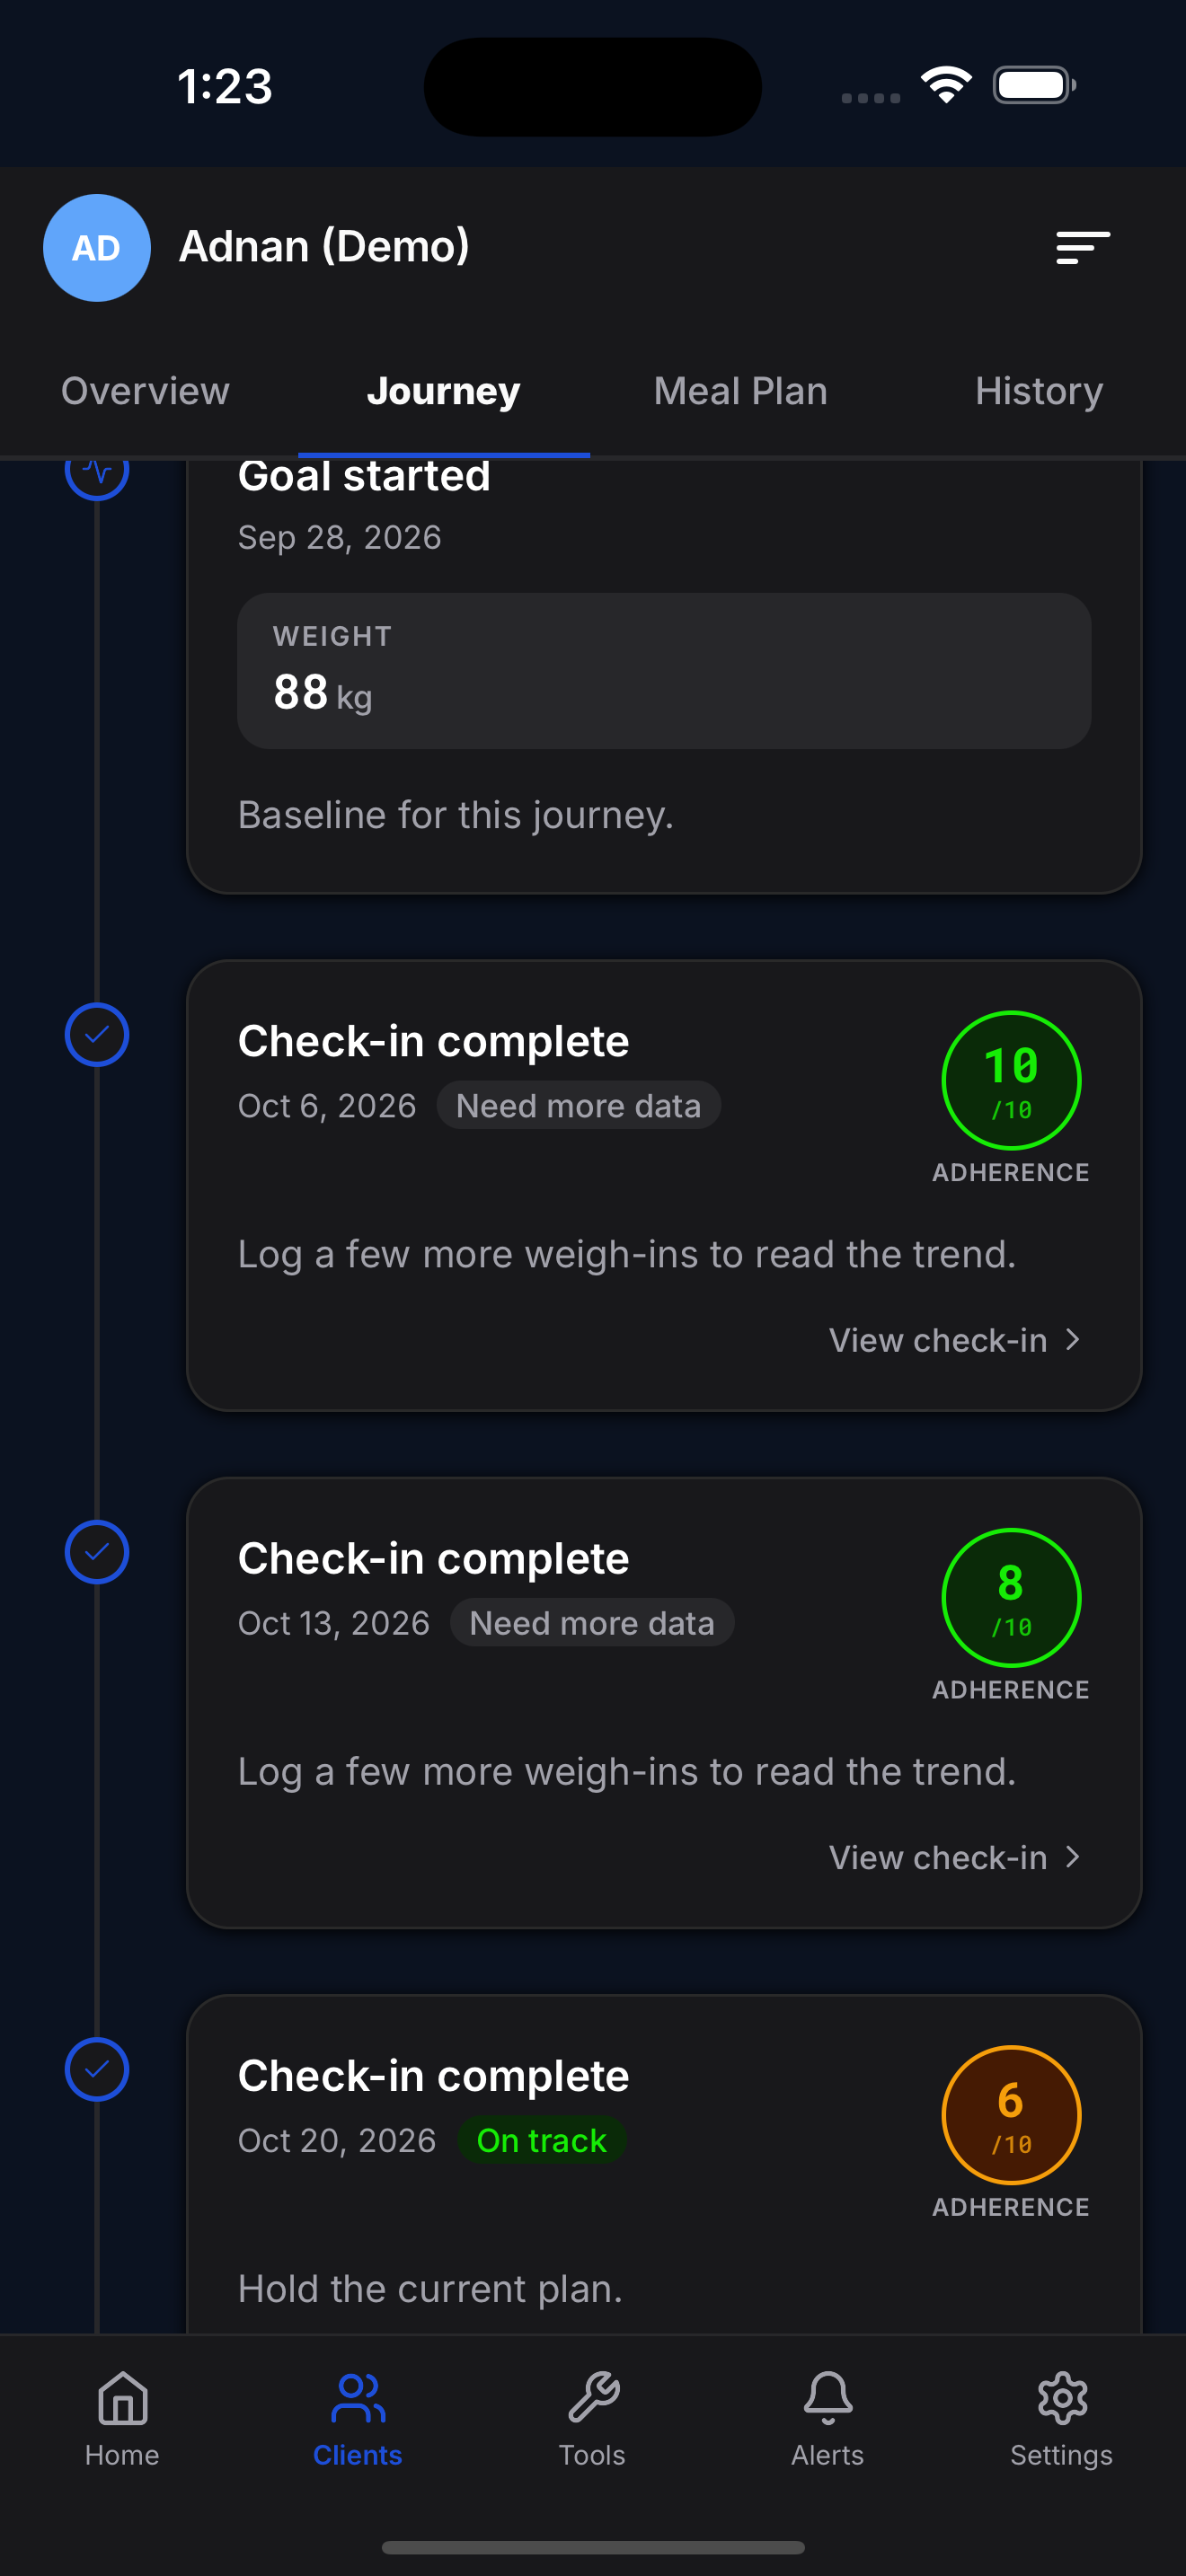 1:23
AD
Adnan (Demo)
Overview
Journey
Meal Plan
History
Goal started
Sep 28, 2026
WEIGHT
88 kg
Baseline for this journey.
Check-in complete
Oct 6, 2026
Need more data
10
/10
ADHERENCE
Log a few more weigh-ins to read the trend.
View check-in
Check-in complete
Oct 13, 2026
Need more data
8
/10
ADHERENCE
Log a few more weigh-ins to read the trend.
View check-in
Check-in complete
Oct 20, 2026
On track
6
/10
ADHERENCE
Hold the current plan.
Home
Clients
Tools
Alerts
Settings